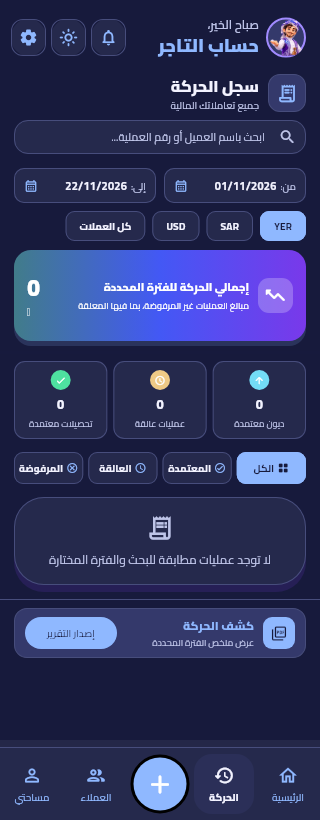 صباح الخير،
حساب التاجر
سجل الحركة
جميع تعاملاتك المالية
ابحث باسم العميل أو رقم العملية...
من: 01/11/2026
إلى: 22/11/2026
YER
SAR
USD
كل العملات
إجمالي الحركة للفترة المحددة
مبالغ العمليات غير المرفوضة، بما فيها المعلقة
0
0
ديون معتمدة
0
عمليات عالقة
0
تحصيلات معتمدة
الكل
المعتمدة
العالقة
المرفوضة
لا توجد عمليات مطابقة للبحث والفترة المختارة
كشف الحركة
عرض ملخص الفترة المحددة
إصدار التقرير
الرئيسية
الحركة
العملاء
مساحتي